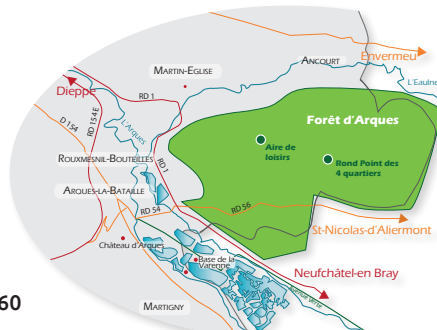 Envermeu
ANCOURT
L'Eaulne
MARTIN-EGLISE
Dieppe
RD 1
RD 154E
D 154
L'Arques
Forêt d'Arques
Aire de
loisirs
Rond Point des
4 quartiers
ROUXMESNIL-BOUTEILLES
RD 1
ARQUES-LA-BATAILLE
RD 54
RD 56
St-Nicolas-d'Aliermont
Château d'Arques
Base de la
Varenne
Neufchâtel-en Bray
Avenue verte
60
MARTIGNY